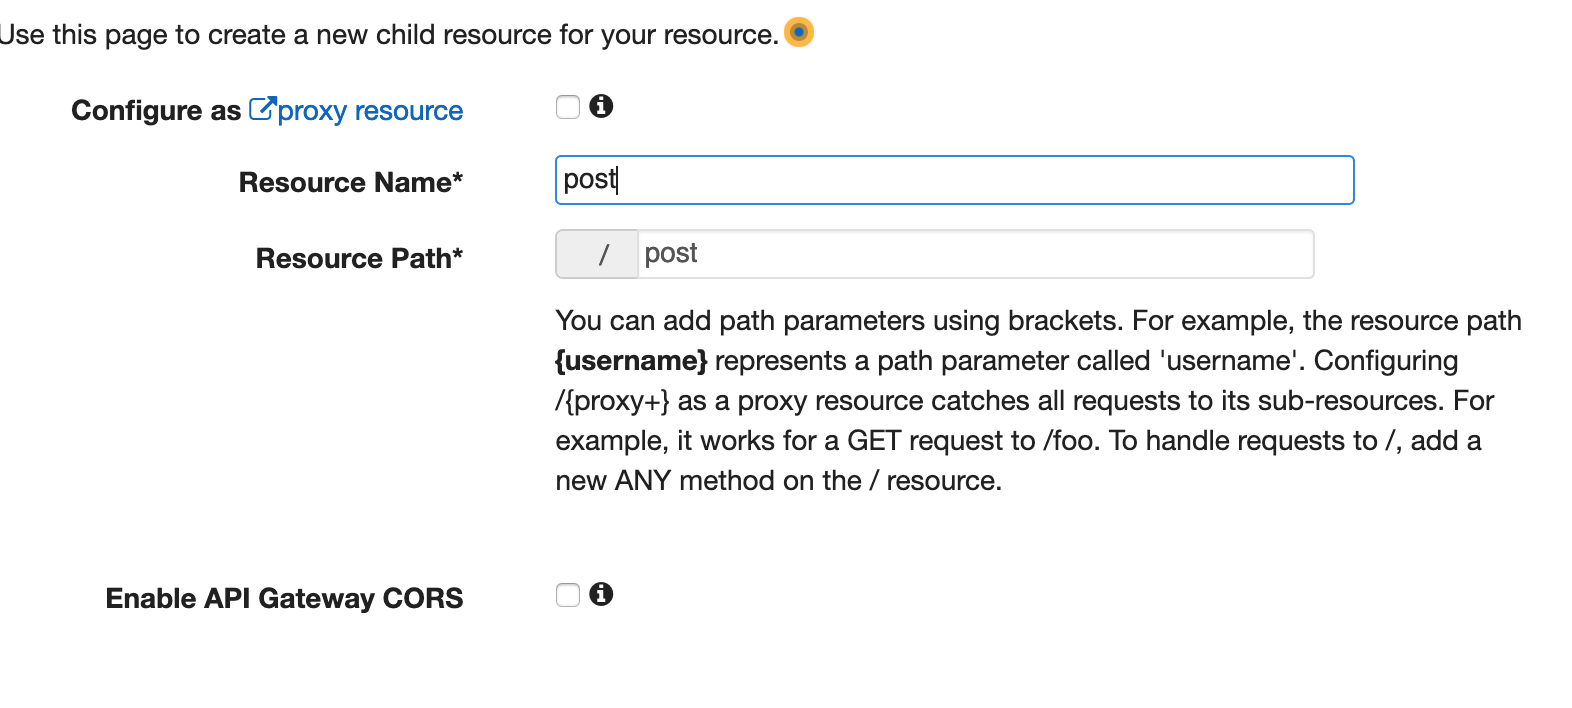 Use this page to create a new child resource for your resource.
Configure as proxy resource
Resource Name* post
Resource Path* / post
You can add path parameters using brackets. For example, the resource path
{username} represents a path parameter called 'username'. Configuring
/{proxy+} as a proxy resource catches all requests to its sub-resources. For
example, it works for a GET request to /foo. To handle requests to /, add a
new ANY method on the / resource.
Enable API Gateway CORS